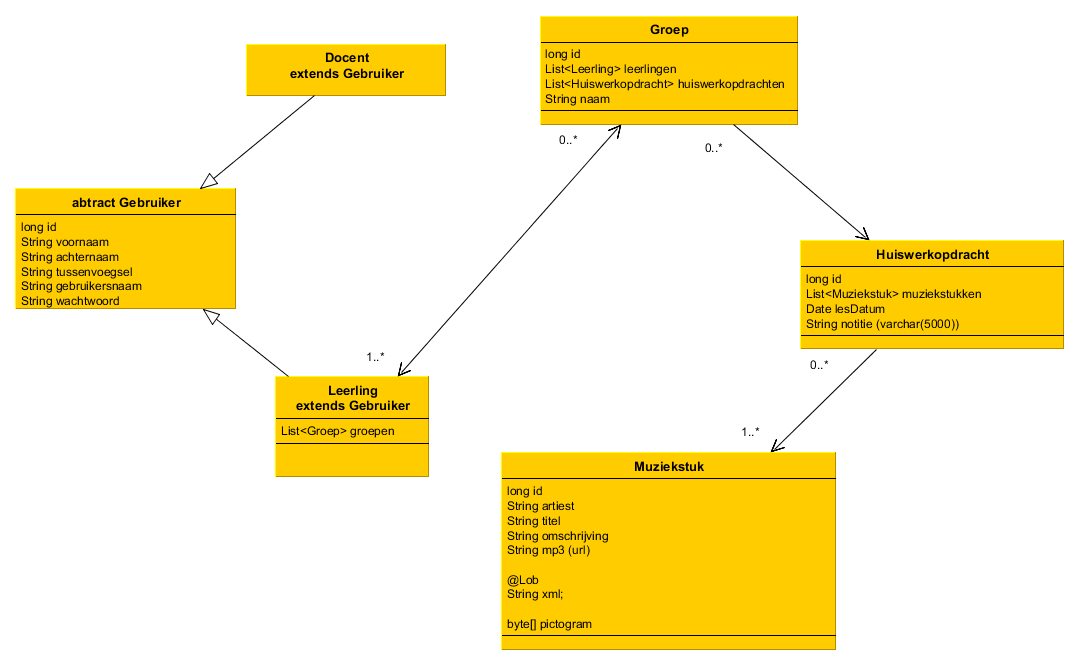 Docent
extends Gebruiker
Groep
long id
List<Leerling> leerlingen
List<Huiswerkopdracht> huiswerkopdrachten
String naam
0..*
0..*
abtract Gebruiker
long id
String voornaam
String achternaam
String tussenvoegsel
String gebruikersnaam
String wachtwoord
Huiswerkopdracht
long id
List<Muziekstuk> muziekstukken
Date lesDatum
String notitie (varchar(5000))
1..*
0..*
Leerling
extends Gebruiker
List<Groep> groepen
1..*
Muziekstuk
long id
String artiest
String titel
String omschrijving
String mp3 (url)
@Lob
String xml;
byte[] pictogram